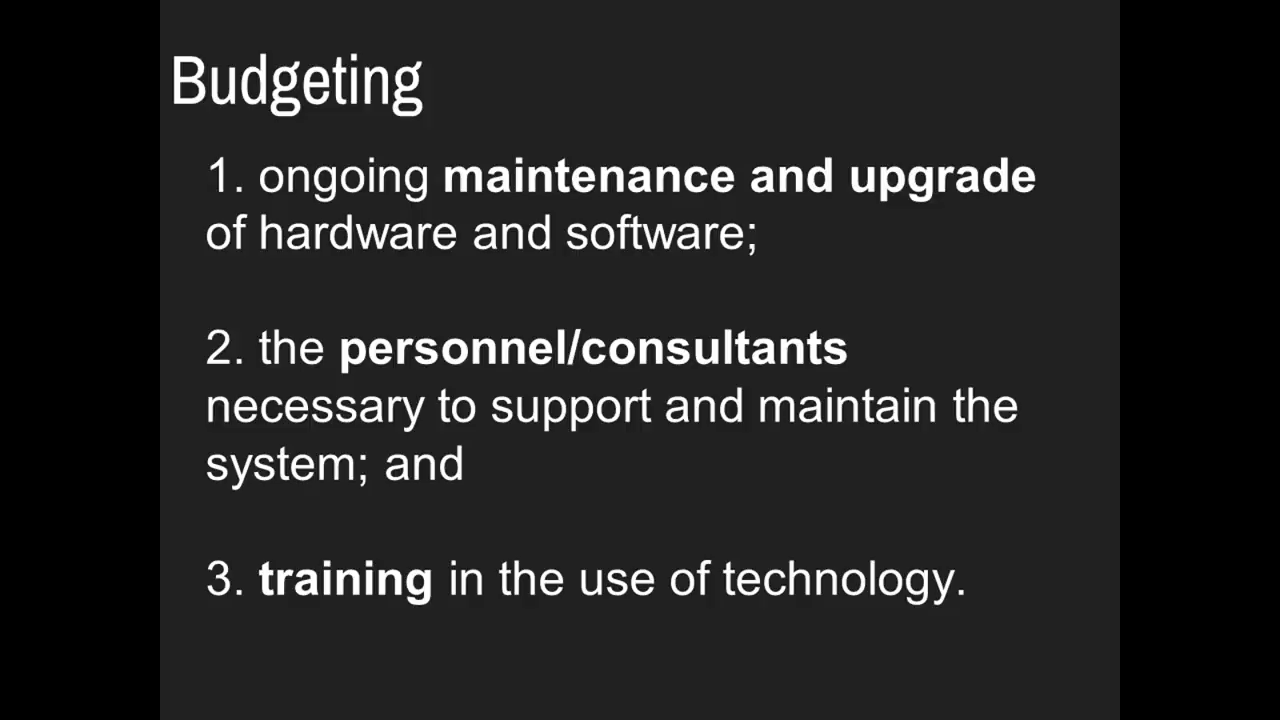 Budgeting
1. ongoing maintenance and upgrade
of hardware and software;
2. the personnel/consultants
necessary to support and maintain the
system; and
3. training in the use of technology.